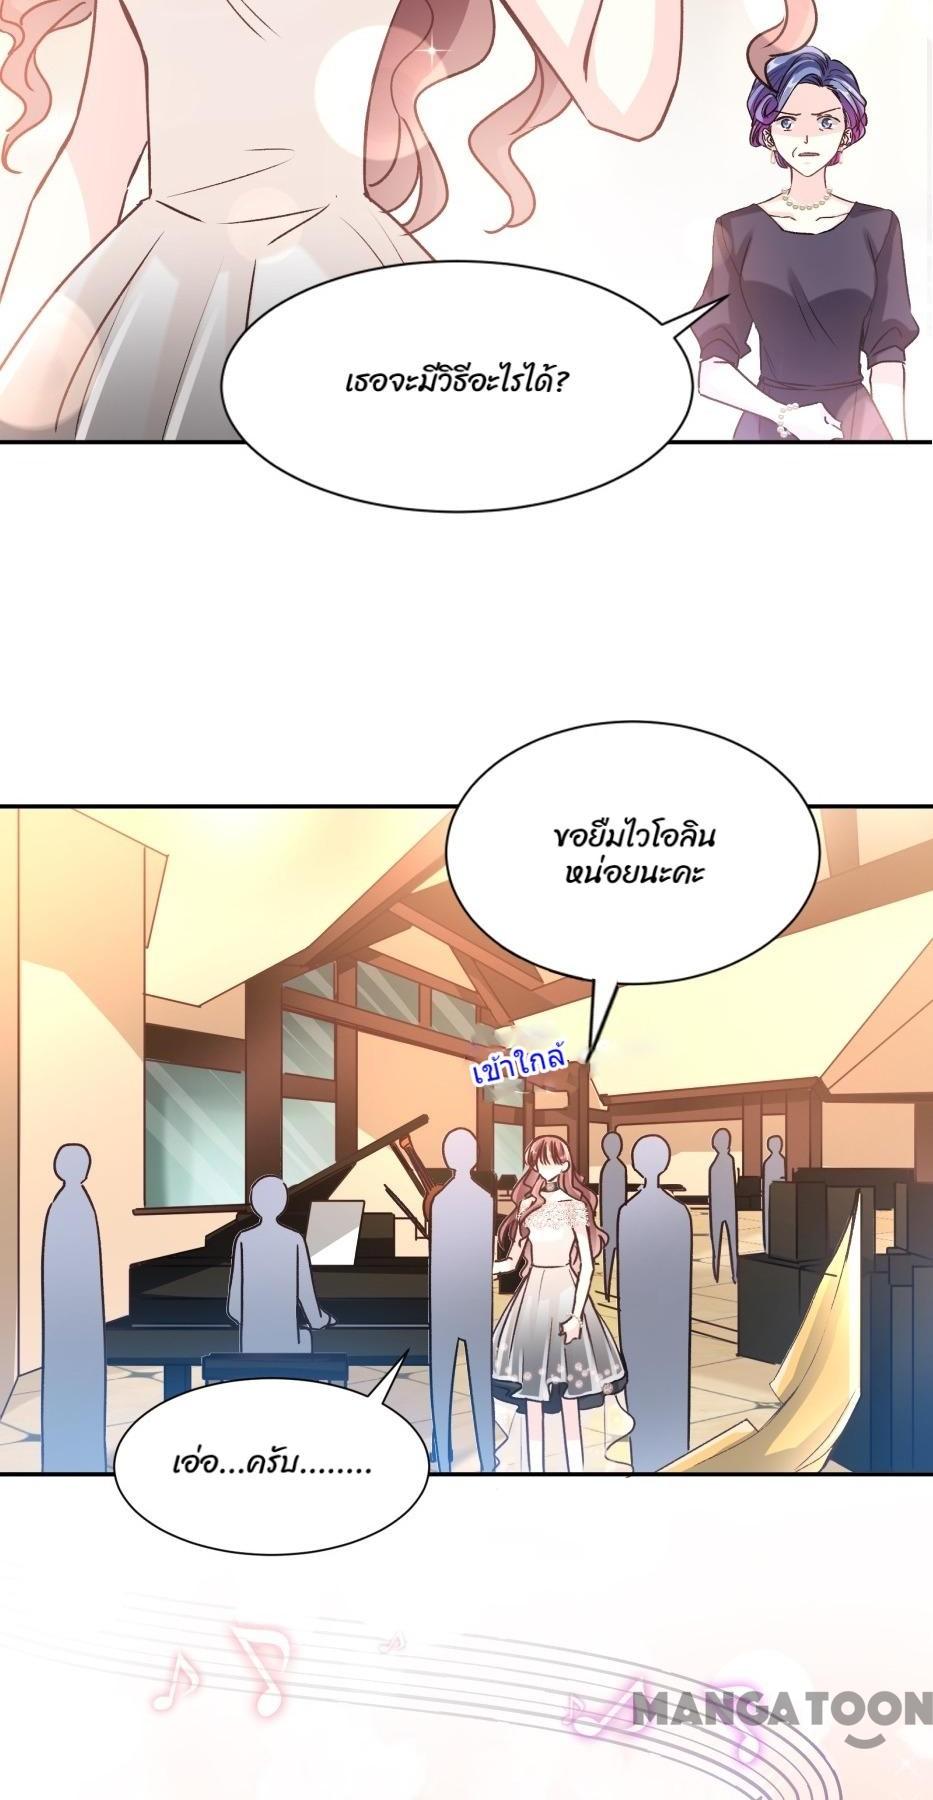 เธอจะมีวิธีอะไรได้?
ขอยืมไวโอลิน
หน่อยนะคะ
เข้าใกล้
เอ่อ...ครับ........
MANGATOON